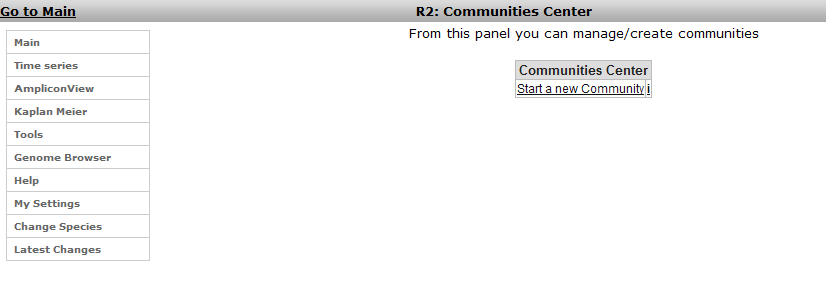 Go to Main
R2: Communities Center
Main
Time series
AmpliconView
Kaplan Meier
Tools
Genome Browser
Help
My Settings
Change Species
Latest Changes
From this panel you can manage/create communities
Communities Center
Start a new Community i